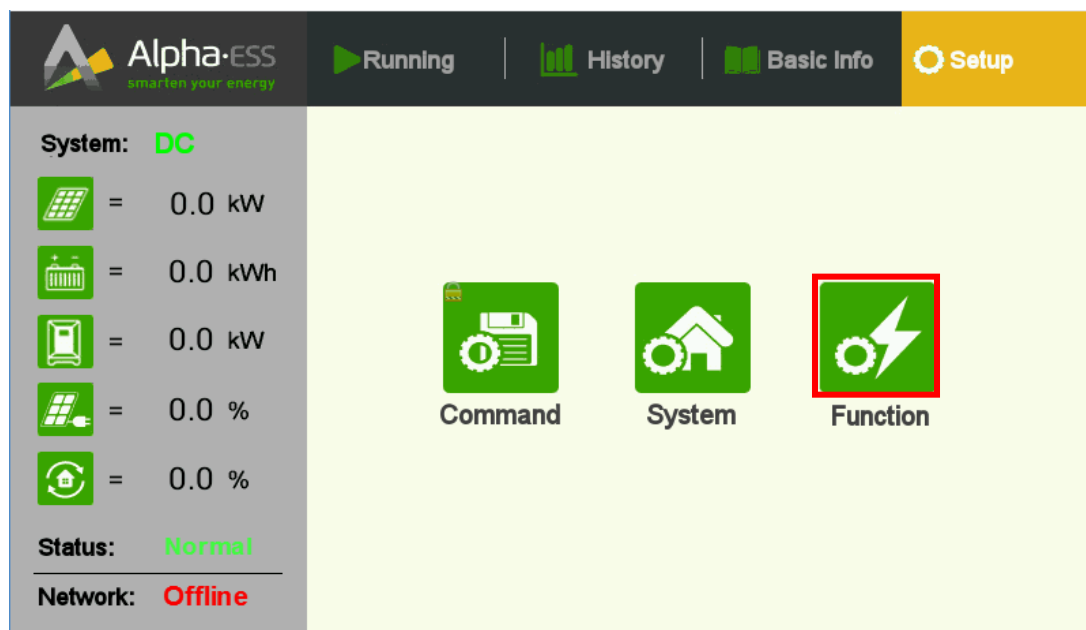 Alpha·ESS
smarten your energy
Running
History
Basic Info
Setup
System: DC
= 0.0 kW
= 0.0 kWh
= 0.0 kW
= 0.0 %
= 0.0 %
Status: Normal
Network: Offline
Command
System
Function